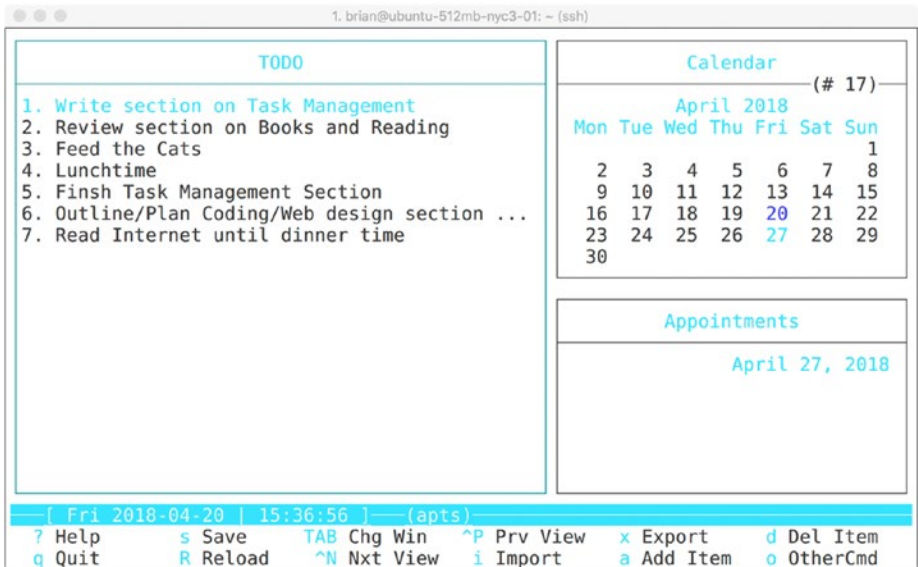 1. brian@ubuntu-512mb-nyc3-01: ~ (ssh)
TODO
1. Write section on Task Management
2. Review section on Books and Reading
3. Feed the Cats
4. Lunchtime
5. Finsh Task Management Section
6. Outline/Plan Coding/Web design section ...
7. Read Internet until dinner time
Calendar
(# 17)
April 2018
Mon Tue Wed Thu Fri Sat Sun
1
2 3 4 5 6 7 8
9 10 11 12 13 14 15
16 17 18 19 20 21 22
23 24 25 26 27 28 29
30
Appointments
April 27, 2018
[ Fri 2018-04-20 | 15:36:56 ] (apts)
? Help s Save TAB Chg Win ^P Prv View x Export d Del Item
q Quit R Reload ^N Nxt View i Import a Add Item o OtherCmd